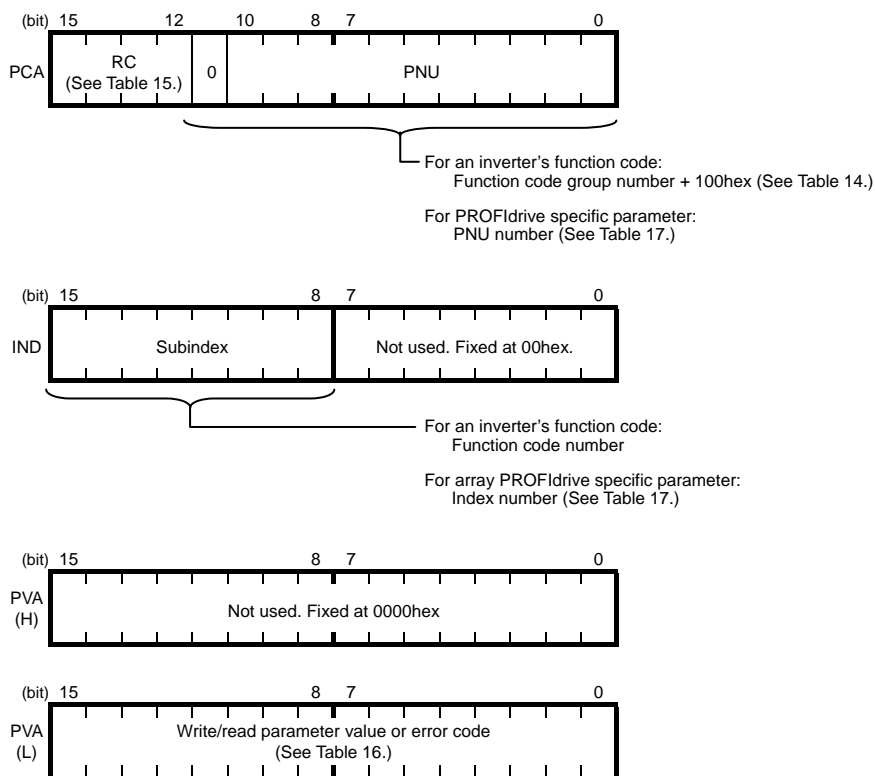 (bit) 15 12 10 8 7 0
PCA
RC
(See Table 15.)
0
PNU
For an inverter's function code:
Function code group number + 100hex (See Table 14.)
For PROFIdrive specific parameter:
PNU number (See Table 17.)
(bit) 15 8 7 0
IND
Subindex
Not used. Fixed at 00hex.
For an inverter's function code:
Function code number
For array PROFIdrive specific parameter:
Index number (See Table 17.)
(bit) 15 8 7 0
PVA
(H)
Not used. Fixed at 0000hex
(bit) 15 8 7 0
PVA
(L)
Write/read parameter value or error code
(See Table 16.)